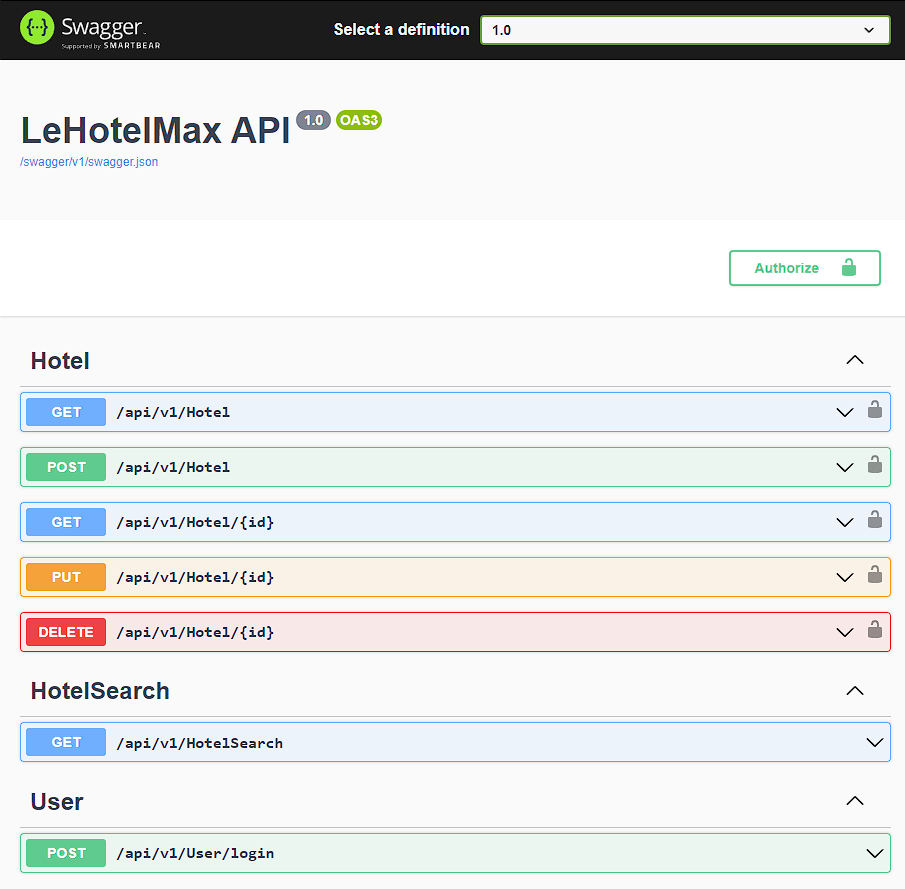 Swagger.
Supported by SMARTBEAR
Select a definition
1.0
LeHotelMax API 1.0 OAS3
/swagger/v1/swagger.json
Authorize
Hotel
GET /api/v1/Hotel
POST /api/v1/Hotel
GET /api/v1/Hotel/{id}
PUT /api/v1/Hotel/{id}
DELETE /api/v1/Hotel/{id}
HotelSearch
GET /api/v1/HotelSearch
User
POST /api/v1/User/login